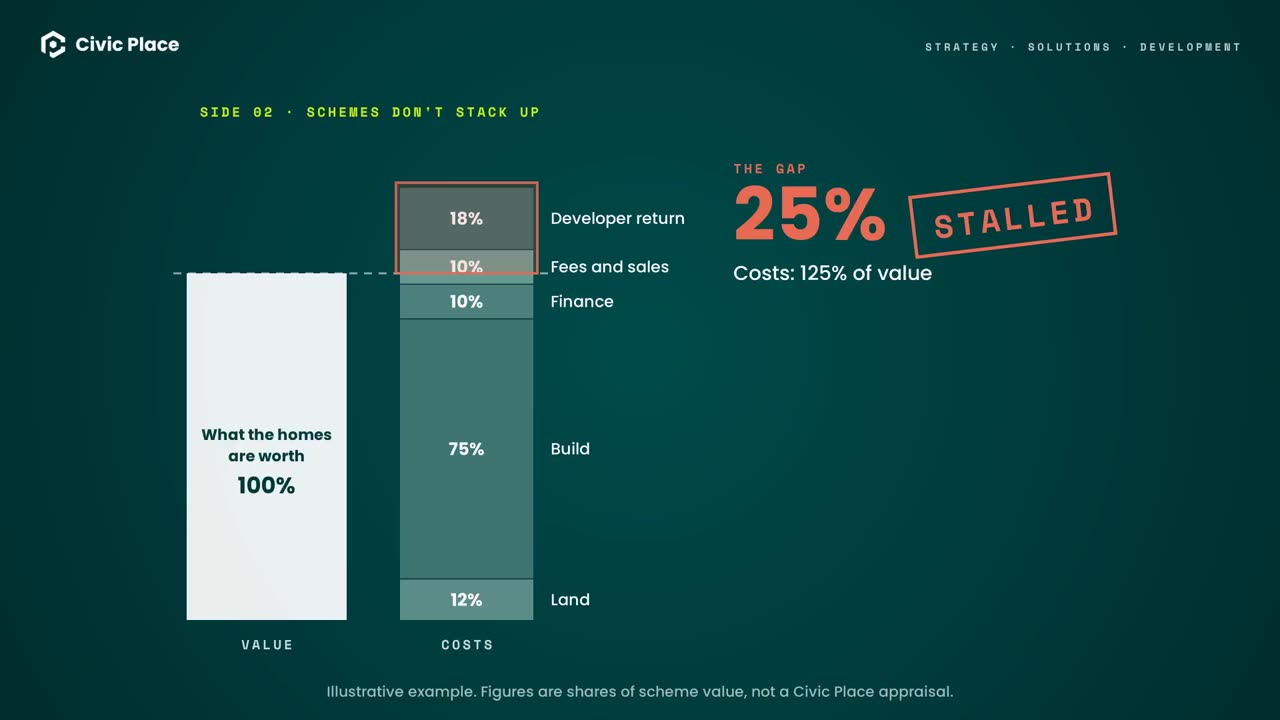 Civic Place
STRATEGY · SOLUTIONS · DEVELOPMENT
SIDE 02 · SCHEMES DON'T STACK UP
THE GAP
25%
STALLED
Costs: 125% of value
18%
Developer return
10%
Fees and sales
10%
Finance
75%
Build
12%
Land
What the homes
are worth
100%
VALUE
COSTS
Illustrative example. Figures are shares of scheme value, not a Civic Place appraisal.